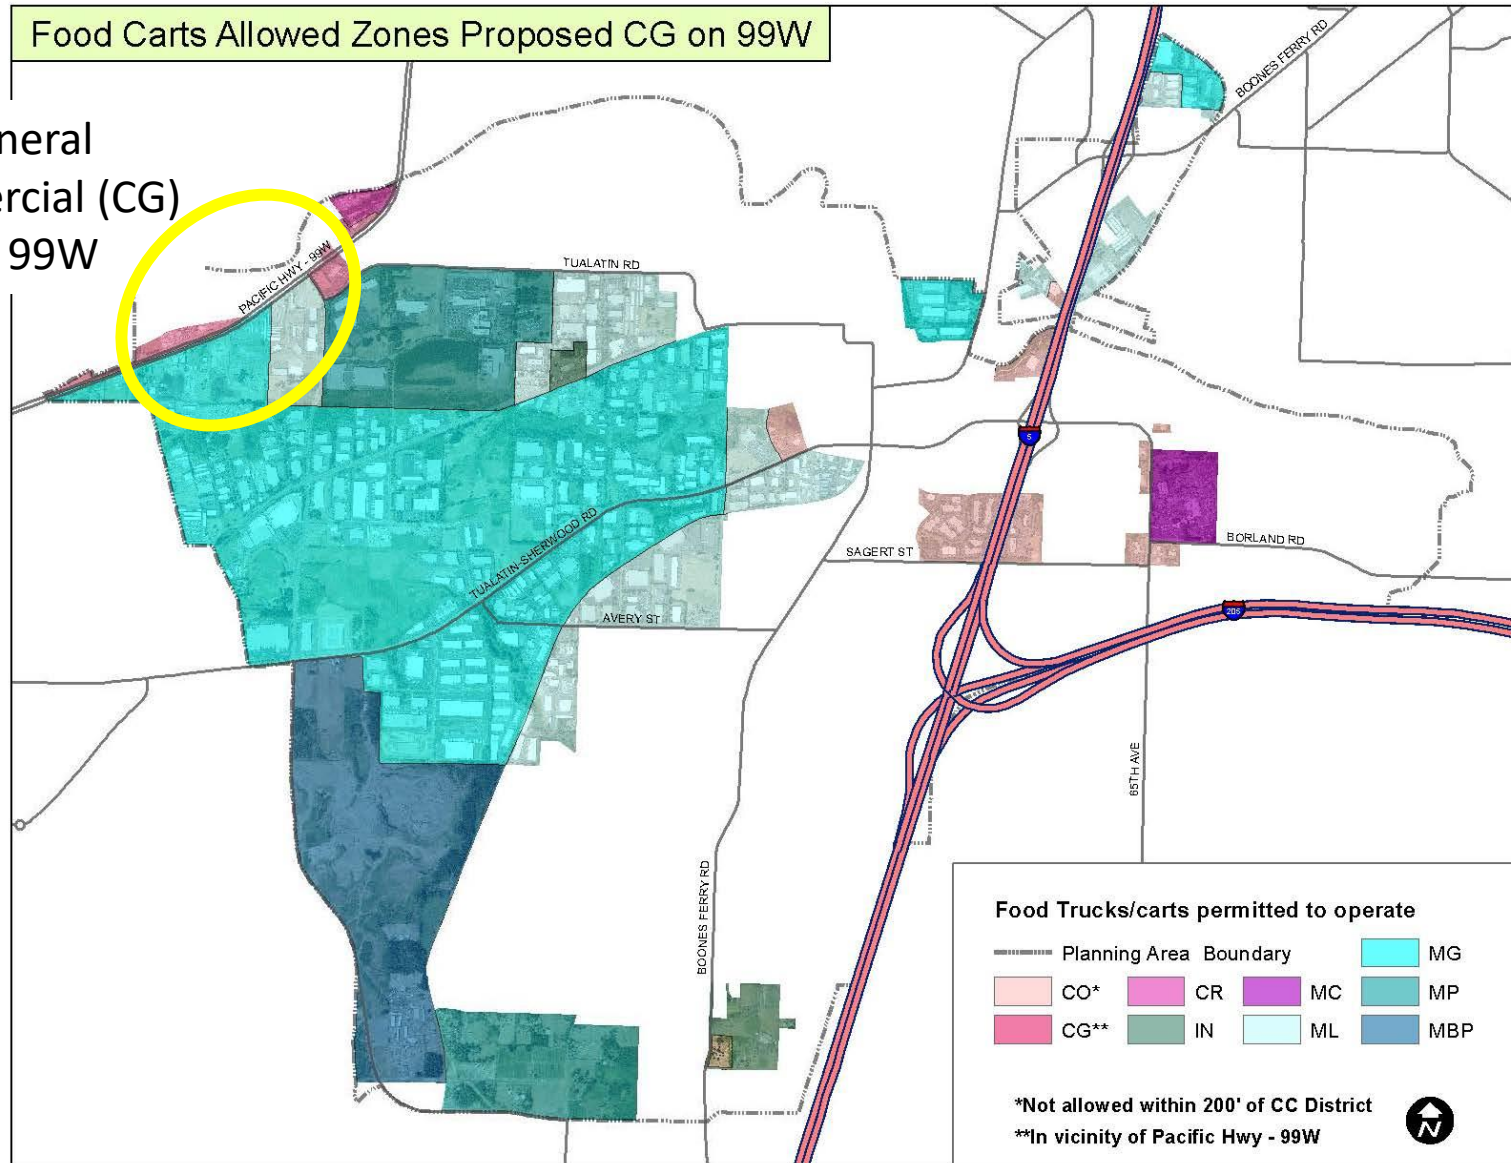 Food Carts Allowed Zones Proposed CG on 99W
neral
ercial (CG)
99W
BOONES FERRY RD
PACIFIC HWY - 99W
TUALATIN RD
5
TUALATIN-SHERWOOD RD
SAGERT ST
BORLAND RD
AVERY ST
205
65TH AVE
BOONES FERRY RD
Food Trucks/carts permitted to operate
Planning Area Boundary
MG
CO*
CR
MC
MP
CG**
IN
ML
MBP
*Not allowed within 200' of CC District
**In vicinity of Pacific Hwy - 99W
N